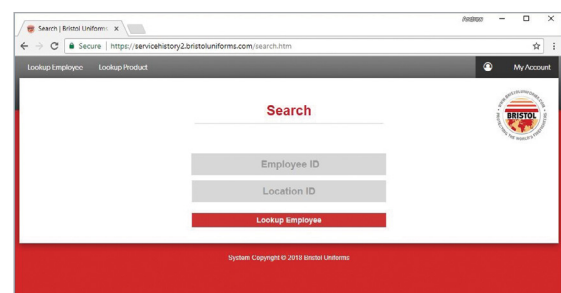 Andrew
Search | Bristol Uniforms
Secure | https://servicehistory2.bristoluniforms.com/search.htm
Lookup Employee Lookup Product My Account
Search
BRISTOL
Employee ID
Location ID
Lookup Employee
System Copyright © 2018 Bristol Uniforms